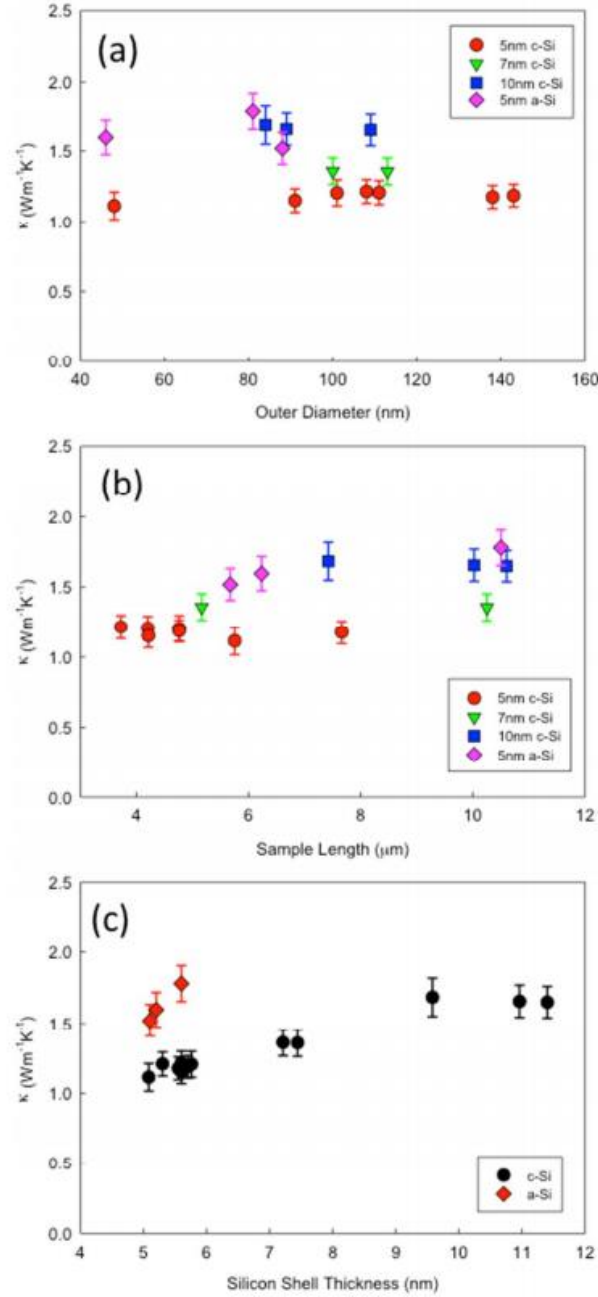 (a)
5nm c-Si
7nm c-Si
10nm c-Si
5nm a-Si
2.5
2.0
1.5
1.0
0.5
0.0
κ (Wm⁻¹K⁻¹)
40 60 80 100 120 140 160
Outer Diameter (nm)
(b)
2.5
2.0
1.5
1.0
0.5
0.0
κ (Wm⁻¹K⁻¹)
5nm c-Si
7nm c-Si
10nm c-Si
5nm a-Si
4 6 8 10 12
Sample Length (μm)
(c)
2.5
2.0
1.5
1.0
0.5
0.0
κ (Wm⁻¹K⁻¹)
c-Si
a-Si
4 5 6 7 8 9 10 11 12
Silicon Shell Thickness (nm)